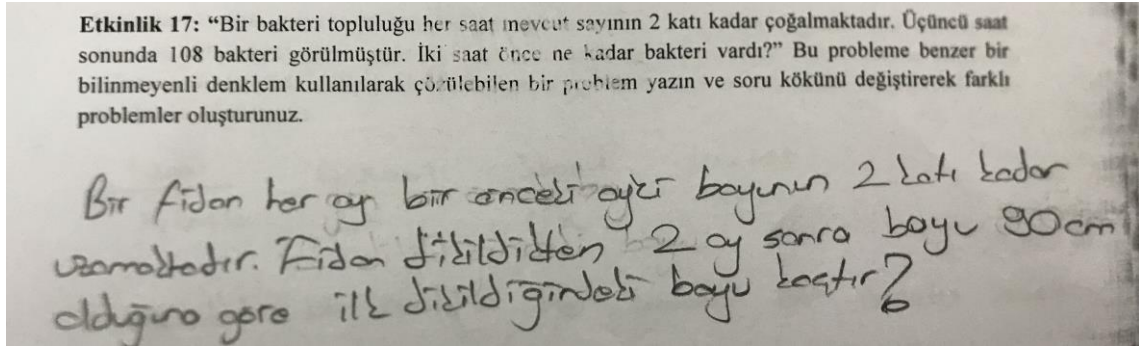 Etkinlik 17: “Bir bakteri topluluğu her saat mevcut sayının 2 katı kadar çoğalmaktadır. Üçüncü saat
sonunda 108 bakteri görülmüştür. İki saat önce ne kadar bakteri vardı?” Bu probleme benzer bir
bilinmeyenli denklem kullanılarak çözülebilen bir problem yazın ve soru kökünü değiştirerek farklı
problemler oluşturunuz.
Bir fidan her ay bir önceki ayki boyunun 2 katı kadar
uzamaktadır. Fidan dikildikten 2 ay sonra boyu 90cm
olduğuna göre ilk dikildiğindeki boyu kaçtır?